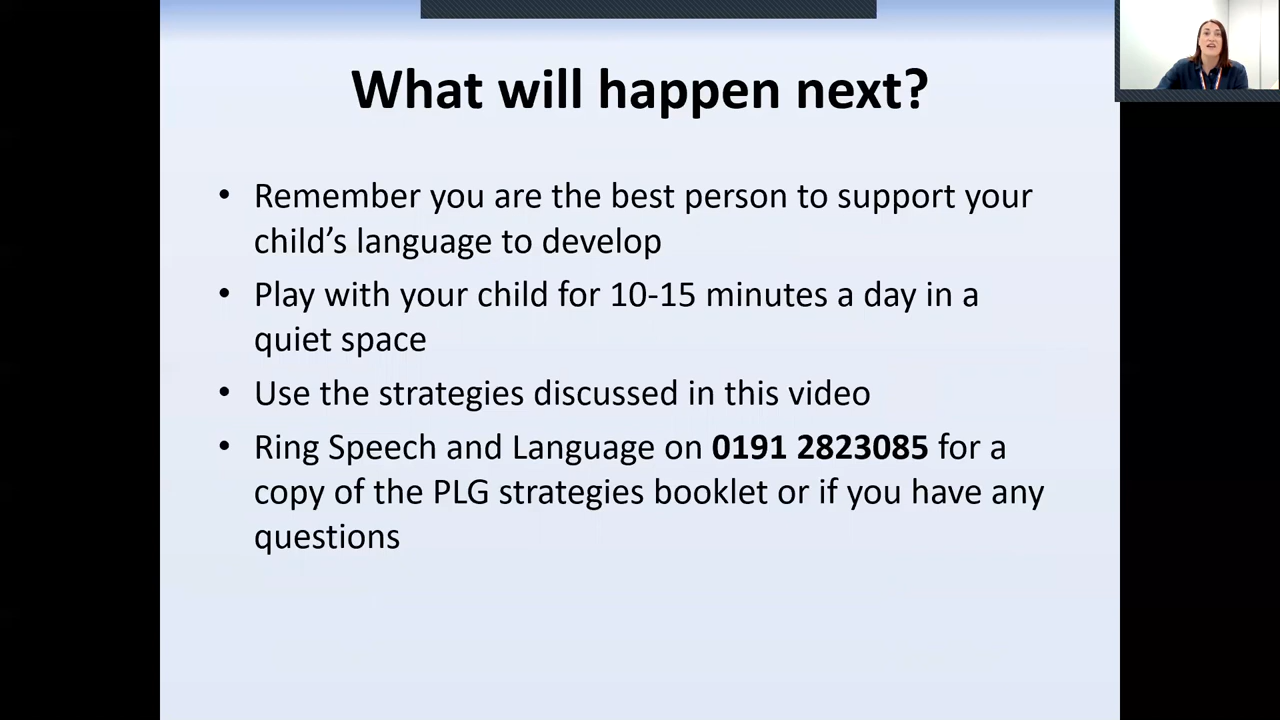 What will happen next?
• Remember you are the best person to support your
child’s language to develop
• Play with your child for 10-15 minutes a day in a
quiet space
• Use the strategies discussed in this video
• Ring Speech and Language on 0191 2823085 for a
copy of the PLG strategies booklet or if you have any
questions